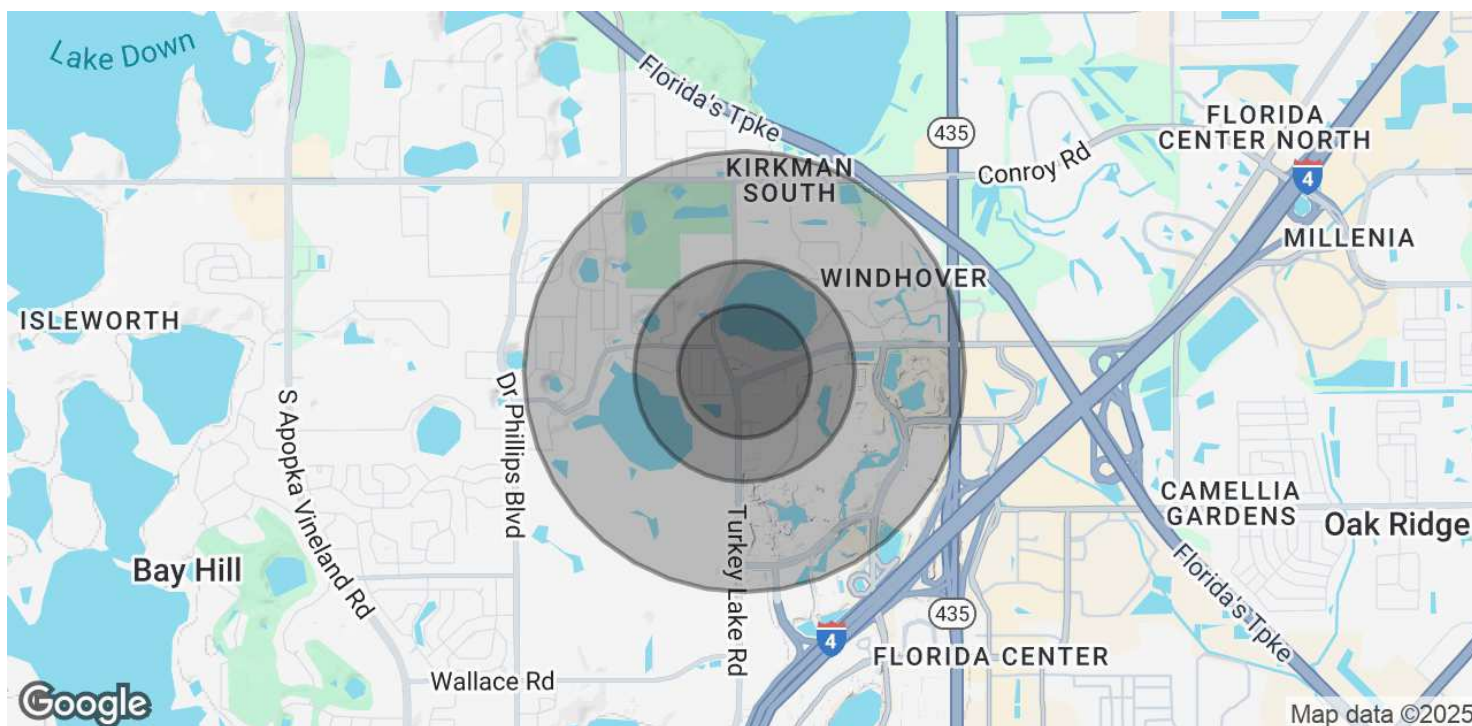 Lake Down
Florida's Tpke
435
FLORIDA
CENTER NORTH
KIRKMAN
SOUTH
Conroy Rd
4
MILLENIA
WINDHOVER
ISLEWORTH
S Apopka Vineland Rd
Dr Phillips Blvd
CAMELLIA
GARDENS
Oak Ridge
Turkey Lake Rd
Bay Hill
Florida's Tpke
435
4
FLORIDA CENTER
Wallace Rd
Google
Map data ©2025